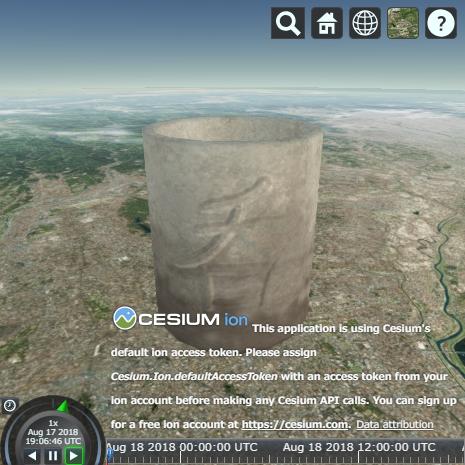 CESIUM ion This application is using Cesium's
default ion access token. Please assign
Cesium.Ion.defaultAccessToken with an access token from your
ion account before making any Cesium API calls. You can sign up
for a free ion account at https://cesium.com. Data attribution
1x
Aug 17 2018
19:06:46 UTC
Aug 18 2018 00:00:00 UTC
Aug 18 2018 12:00:00 UTC